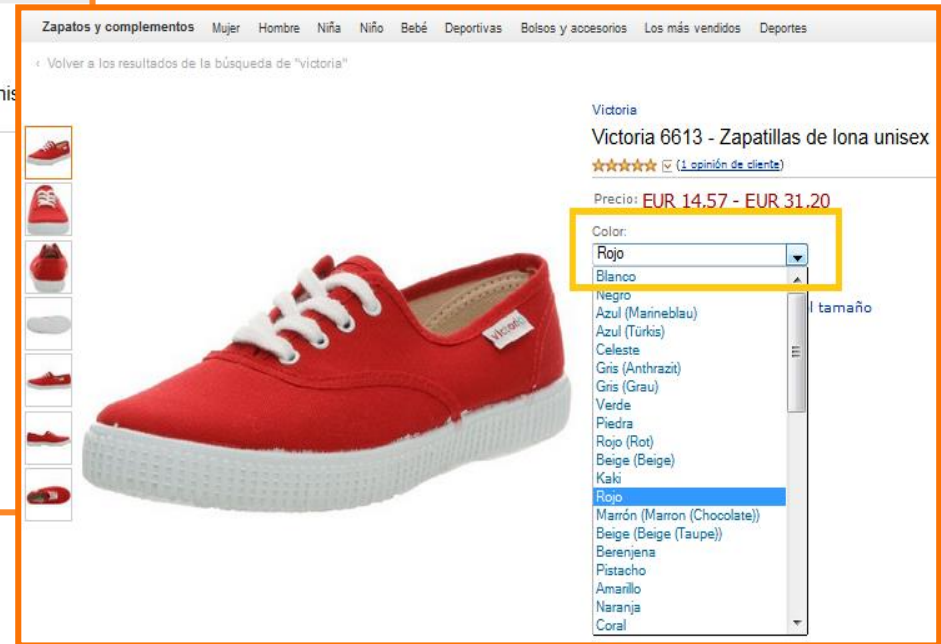 Zapatos y complementos Mujer Hombre Niña Niño Bebé Deportivas Bolsos y accesorios Los más vendidos Deportes
‹ Volver a los resultados de la búsqueda de "victoria"
nis
Victoria
Victoria 6613 - Zapatillas de lona unisex
(1 opinión de cliente)
Precio: EUR 14,57 - EUR 31,20
Color:
Rojo
Blanco
Negro
Azul (Marineblau)
l tamaño
Azul (Türkis)
Celeste
Gris (Anthrazit)
Gris (Grau)
Verde
Piedra
Rojo (Rot)
Beige (Beige)
Kaki
Rojo
Marrón (Marron (Chocolate))
Beige (Beige (Taupe))
Berenjena
Pistacho
Amarillo
Naranja
Coral
victoria